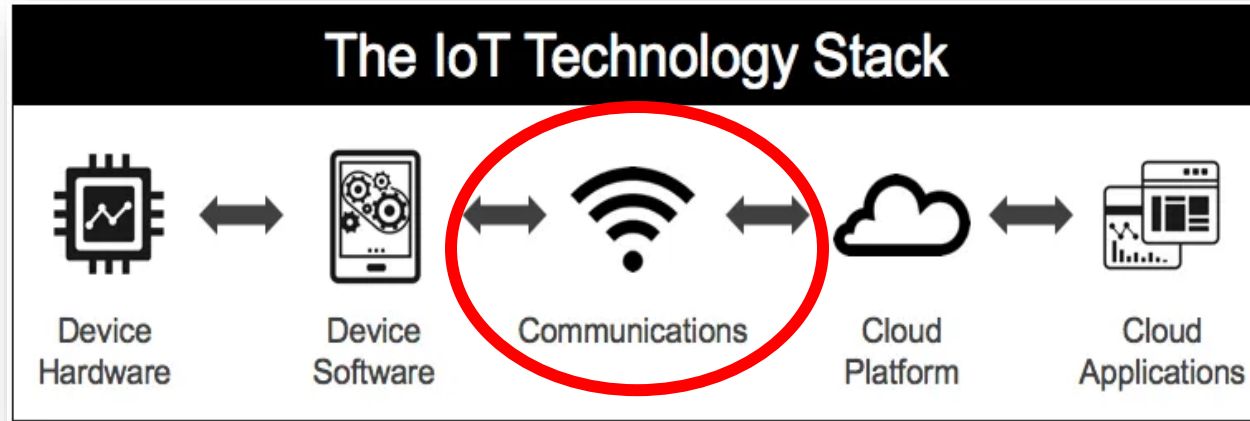 The IoT Technology Stack
Device
Hardware
Device
Software
Communications
Cloud
Platform
Cloud
Applications